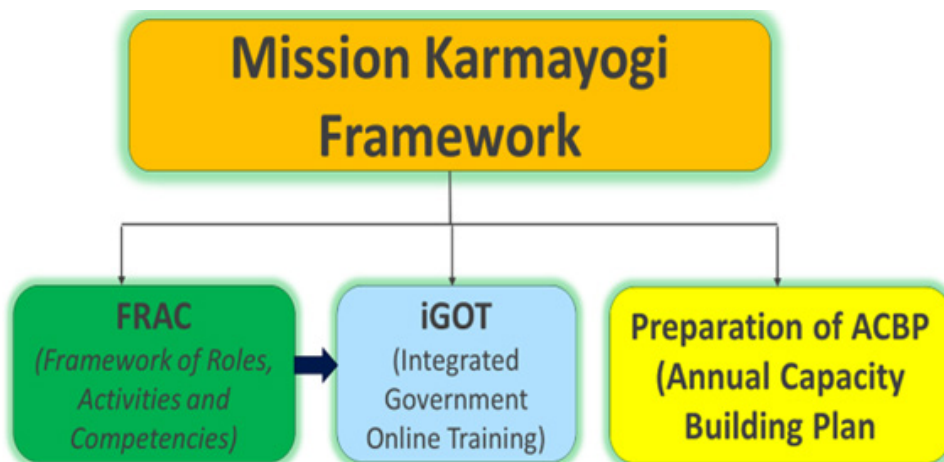 Mission Karmayogi
Framework
FRAC
(Framework of Roles,
Activities and
Competencies)
iGOT
(Integrated
Government
Online Training)
Preparation of ACBP
(Annual Capacity
Building Plan